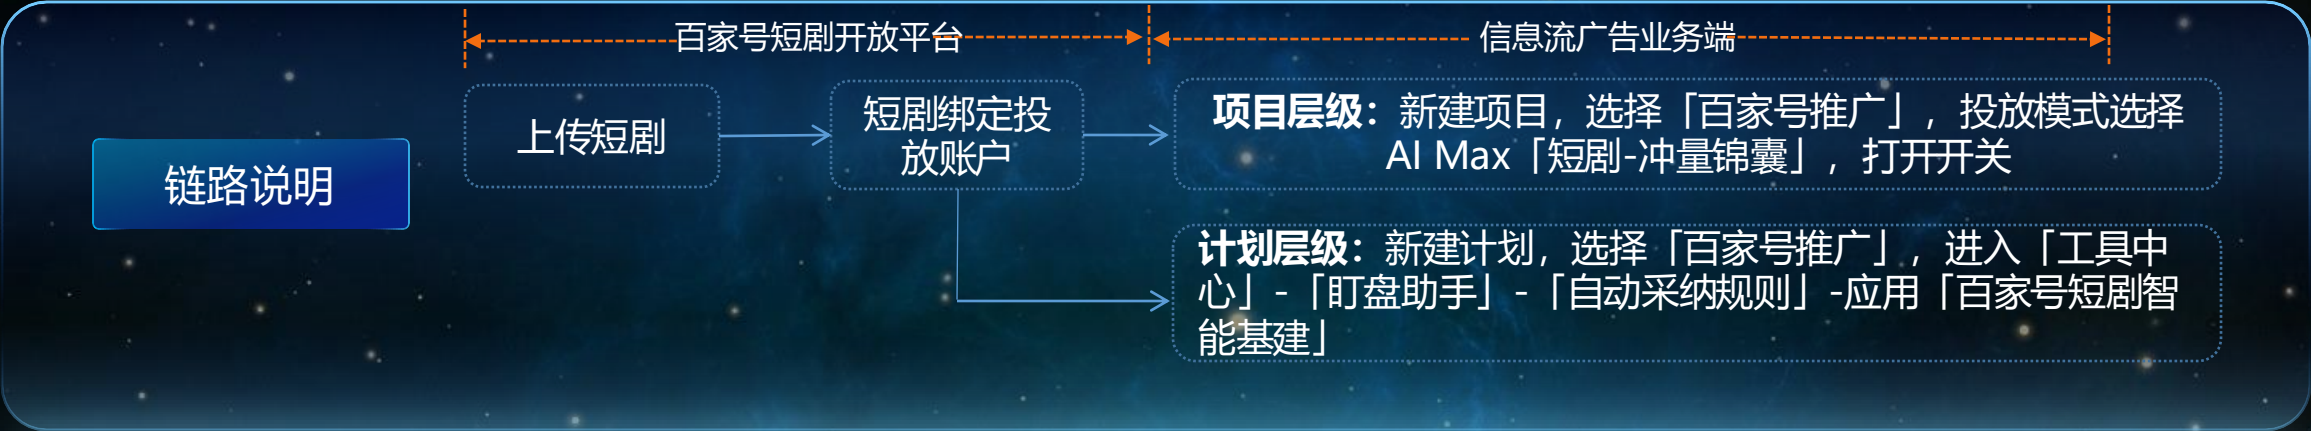 百家号短剧开放平台
信息流广告业务端
链路说明
上传短剧
短剧绑定投
放账户
项目层级：新建项目，选择「百家号推广」，投放模式选择
AI Max「短剧-冲量锦囊」，打开开关
计划层级：新建计划，选择「百家号推广」，进入「工具中
心」-「盯盘助手」-「自动采纳规则」-应用「百家号短剧智
能基建」